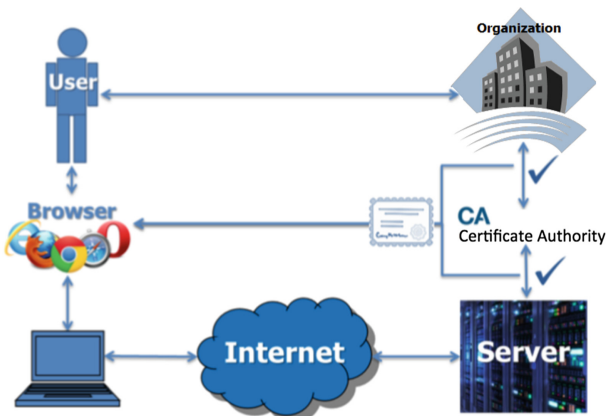 Organization
User
Browser
CA
Certificate Authority
Internet
Server